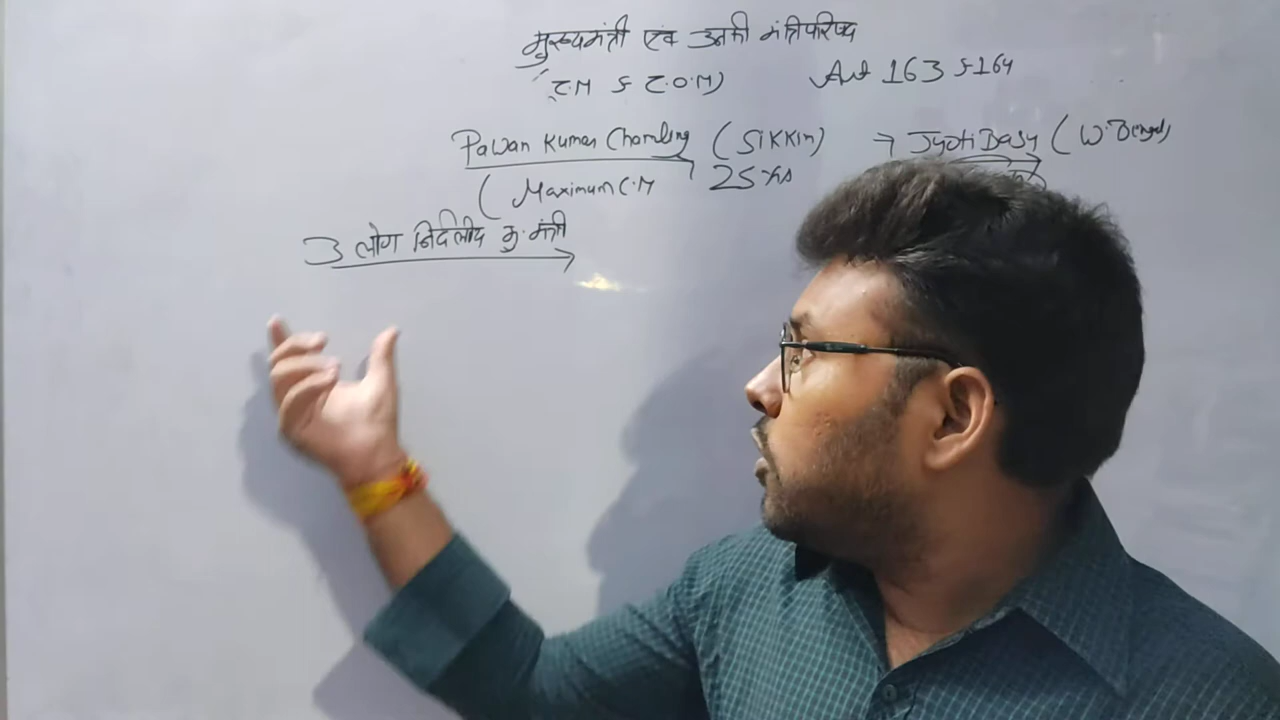 मुख्यमंत्री एवं उनकी मंत्रिपरिषद
(C.M & C.O.M) Art 163 & 164
Pawan Kumar Chamling (SIKKIM) → Jyoti Basu (W. Bengal)
(Maximum C.M 25 yrs
3 लोग निर्दलीय मु. मंत्री